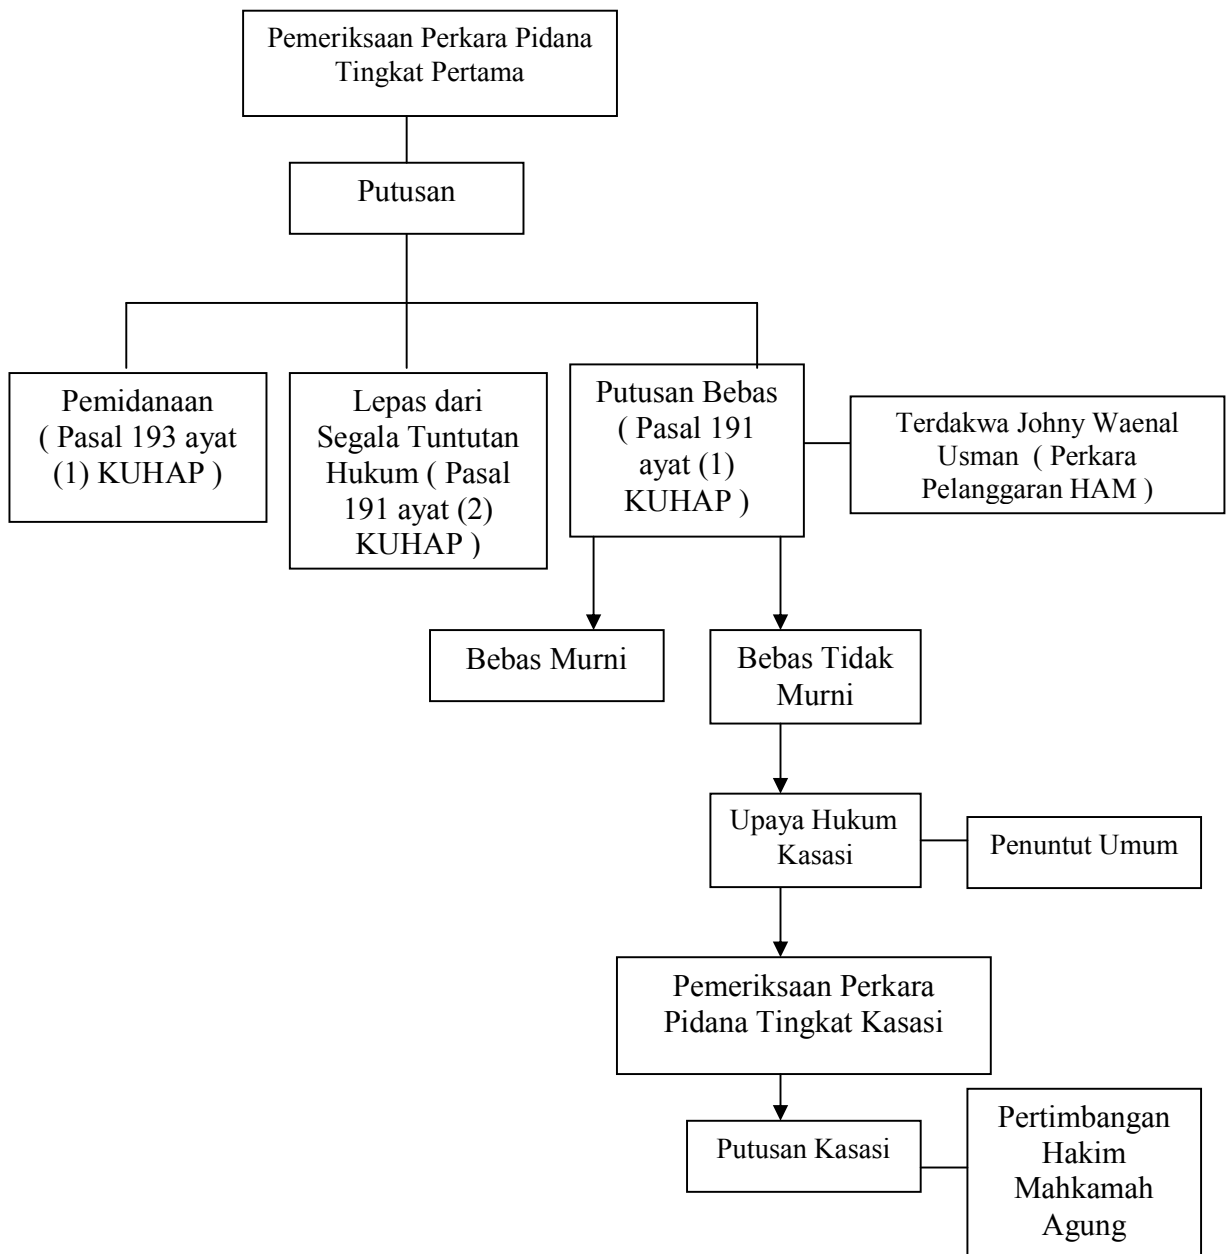 Pemeriksaan Perkara Pidana
Tingkat Pertama
Putusan
Pemidanaan
( Pasal 193 ayat
(1) KUHAP )
Lepas dari
Segala Tuntutan
Hukum ( Pasal
191 ayat (2)
KUHAP )
Putusan Bebas
( Pasal 191
ayat (1)
KUHAP )
Terdakwa Johny Waenal
Usman ( Perkara
Pelanggaran HAM )
Bebas Murni
Bebas Tidak
Murni
Upaya Hukum
Kasasi
Penuntut Umum
Pemeriksaan Perkara
Pidana Tingkat Kasasi
Putusan Kasasi
Pertimbangan
Hakim
Mahkamah
Agung